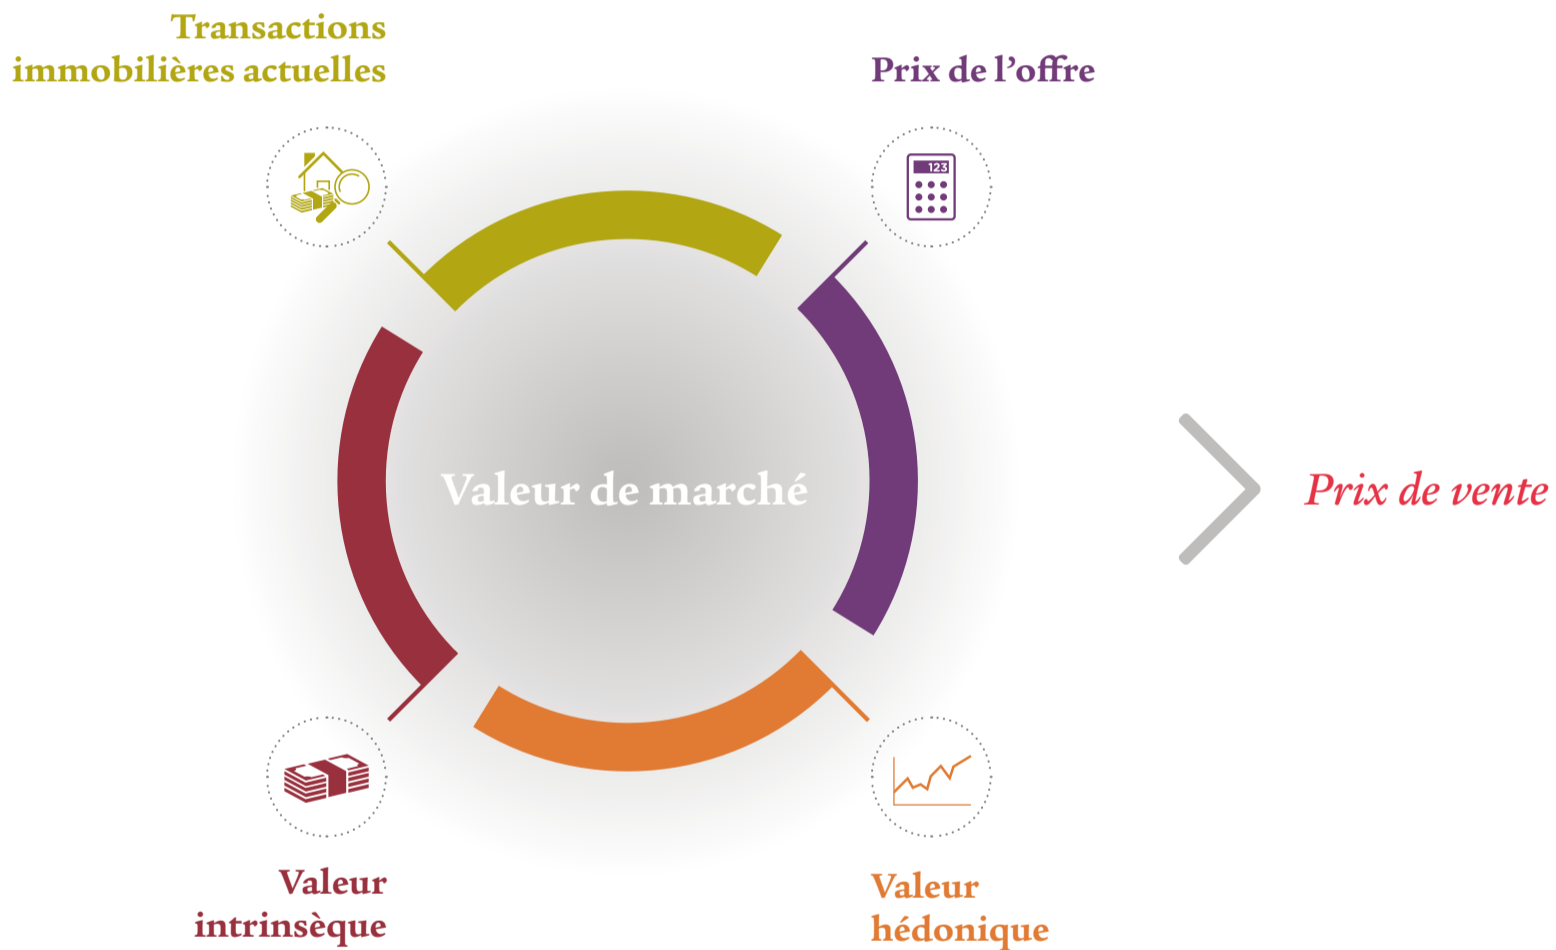 Transactions
immobilières actuelles
Prix de l’offre
123
Valeur de marché
Prix de vente
Valeur
intrinsèque
Valeur
hédonique